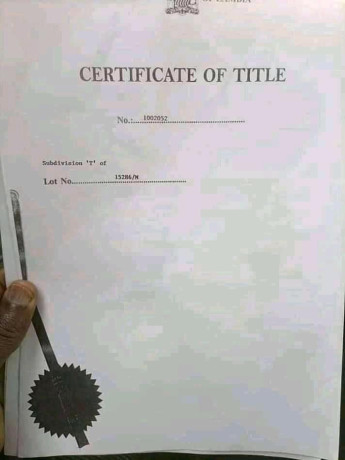 CERTIFICATE OF TITLE
No.:....1002052........................................
Subdivision 'T' of
Lot No.................15286/M............................